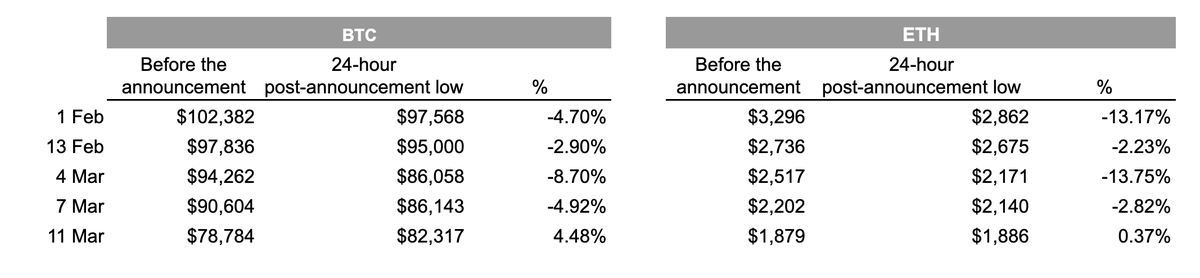 BTC ETH
Before the 24-hour Before the 24-hour
announcement post-announcement low % announcement post-announcement low %
1 Feb $102,382 $97,568 -4.70% $3,296 $2,862 -13.17%
13 Feb $97,836 $95,000 -2.90% $2,736 $2,675 -2.23%
4 Mar $94,262 $86,058 -8.70% $2,517 $2,171 -13.75%
7 Mar $90,604 $86,143 -4.92% $2,202 $2,140 -2.82%
11 Mar $78,784 $82,317 4.48% $1,879 $1,886 0.37%